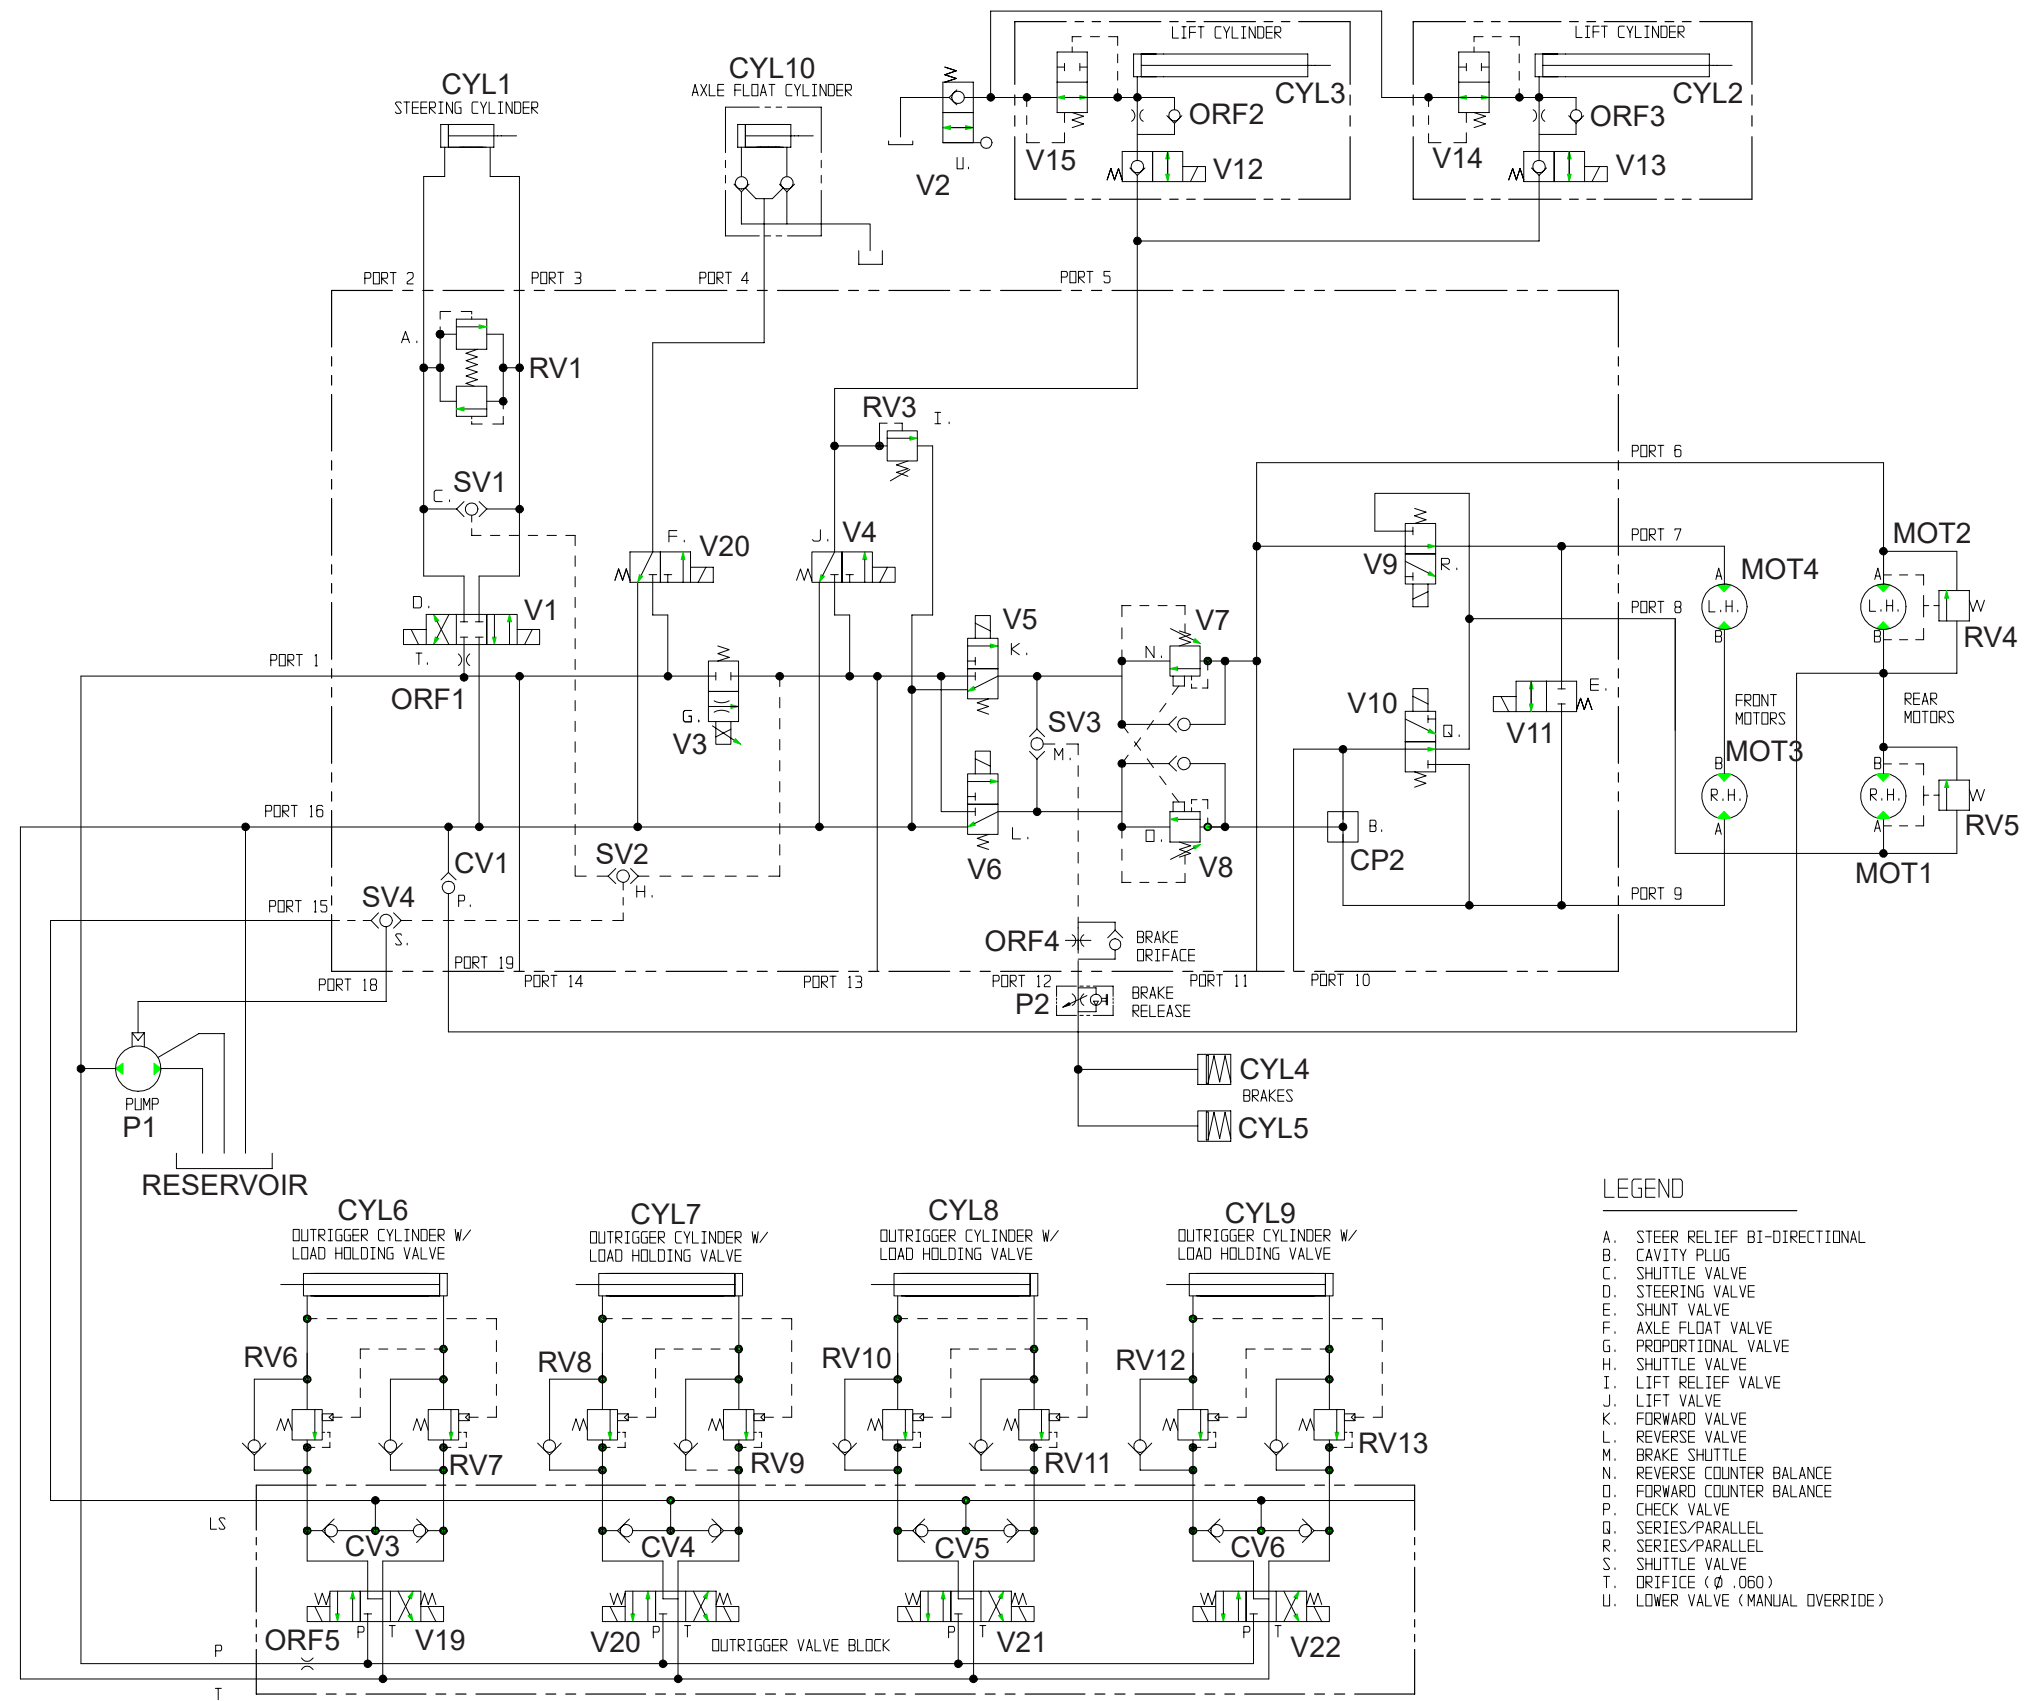 LIFT CYLINDER
LIFT CYLINDER
CYL1
STEERING CYLINDER
CYL10
AXLE FLOAT CYLINDER
CYL3
CYL2
ORF2
ORF3
V15
V12
V14
V13
V2
U.
PORT 2
PORT 3
PORT 4
PORT 5
A.
RV1
RV3
I.
SV1
C.
F.
V20
J.
V4
PORT 6
PORT 7
PORT 8
V9
R.
MOT2
MOT4
A
L.H.
B
A
L.H.
B
RV4
D.
V1
T.
ORF1
PORT 1
V5
K.
V7
N.
G.
V3
SV3
M.
V10
Q.
E.
V11
FRONT
MOTORS
REAR
MOTORS
MOT3
B
R.H.
A
B
R.H.
A
RV5
MOT1
PORT 16
L.
V6
O.
V8
B.
CP2
CV1
P.
SV2
H.
SV4
S.
PORT 15
PORT 9
ORF4
BRAKE
ORIFACE
PORT 18
PORT 19
PORT 14
PORT 13
PORT 12
PORT 11
PORT 10
P2
BRAKE
RELEASE
PUMP
P1
RESERVOIR
CYL4
BRAKES
CYL5
CYL6
OUTRIGGER CYLINDER W/
LOAD HOLDING VALVE
CYL7
OUTRIGGER CYLINDER W/
LOAD HOLDING VALVE
CYL8
OUTRIGGER CYLINDER W/
LOAD HOLDING VALVE
CYL9
OUTRIGGER CYLINDER W/
LOAD HOLDING VALVE
RV6
RV7
RV8
RV9
RV10
RV11
RV12
RV13
LS
CV3
CV4
CV5
CV6
ORF5
P
T
V19
V20
P
T
P
T
V21
P
T
V22
OUTRIGGER VALVE BLOCK
P
T
LEGEND
A. STEER RELIEF BI-DIRECTIONAL
B. CAVITY PLUG
C. SHUTTLE VALVE
D. STEERING VALVE
E. SHUNT VALVE
F. AXLE FLOAT VALVE
G. PROPORTIONAL VALVE
H. SHUTTLE VALVE
I. LIFT RELIEF VALVE
J. LIFT VALVE
K. FORWARD VALVE
L. REVERSE VALVE
M. BRAKE SHUTTLE
N. REVERSE COUNTER BALANCE
O. FORWARD COUNTER BALANCE
P. CHECK VALVE
Q. SERIES/PARALLEL
R. SERIES/PARALLEL
S. SHUTTLE VALVE
T. ORIFICE (Ø .060)
U. LOWER VALVE (MANUAL OVERRIDE)